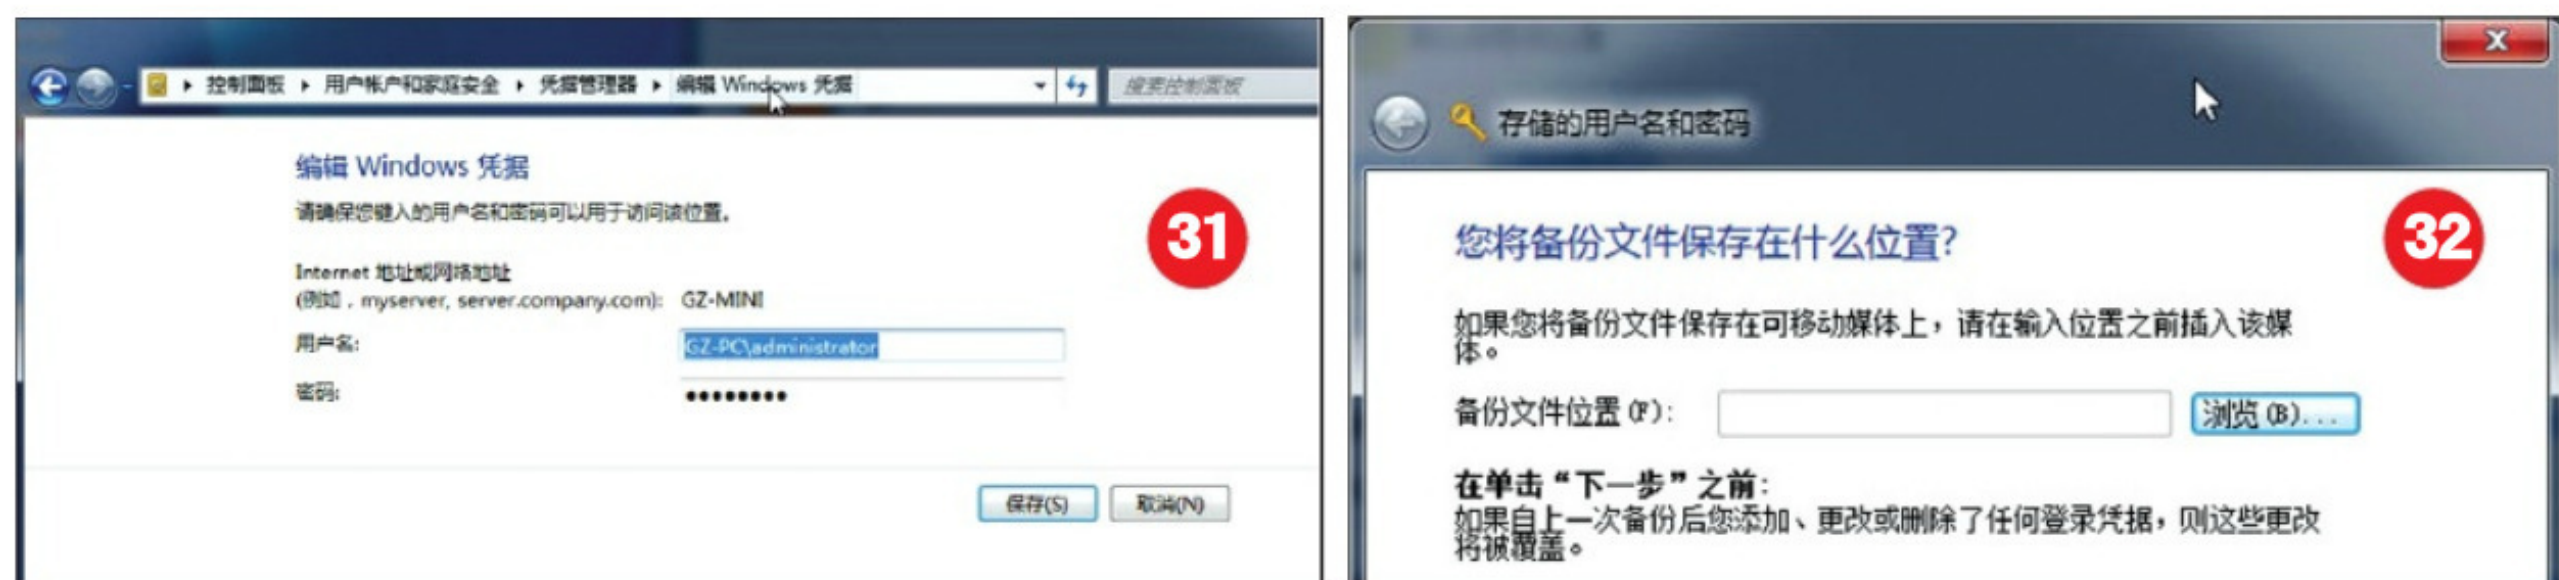 控制面板 ▸ 用户帐户和家庭安全 ▸ 凭据管理器 ▸ 编辑 Windows 凭据
搜索控制面板
编辑 Windows 凭据
请确保您键入的用户名和密码可以用于访问该位置。
31
Internet 地址或网络地址
(例如，myserver, server.company.com): GZ-MINI
用户名: GZ-PC\administrator
密码: ••••••••
保存(S) 取消(N)
存储的用户名和密码
您将备份文件保存在什么位置?
32
如果您将备份文件保存在可移动媒体上，请在输入位置之前插入该媒
体。
备份文件位置(F): 浏览(B)...
在单击“下一步”之前:
如果自上一次备份后您添加、更改或删除了任何登录凭据，则这些更改
将被覆盖。